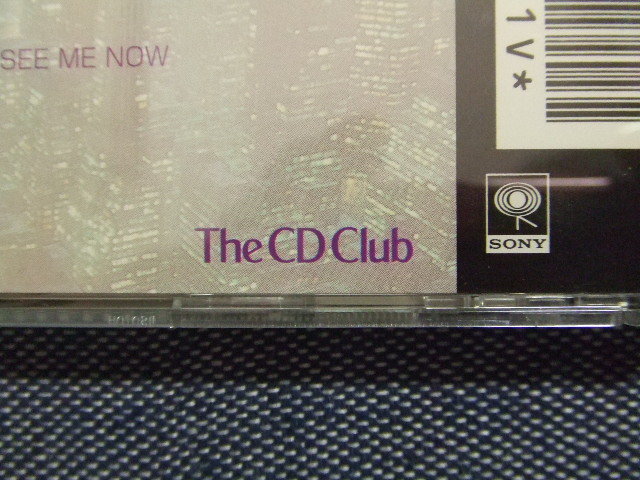 SEE ME NOW
1V*
The CD Club
SONY